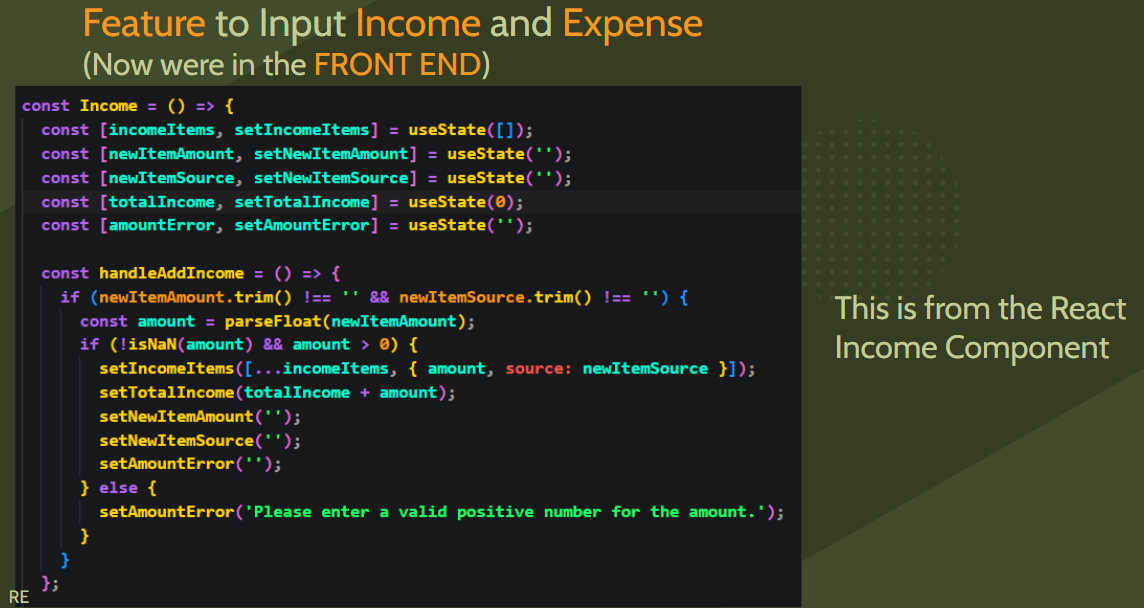 Feature to Input Income and Expense
(Now were in the FRONT END)
const Income = () => {
  const [incomeItems, setIncomeItems] = useState([]);
  const [newItemAmount, setNewItemAmount] = useState('');
  const [newItemSource, setNewItemSource] = useState('');
  const [totalIncome, setTotalIncome] = useState(0);
  const [amountError, setAmountError] = useState('');

  const handleAddIncome = () => {
    if (newItemAmount.trim() !== '' && newItemSource.trim() !== '') {
      const amount = parseFloat(newItemAmount);
      if (!isNaN(amount) && amount > 0) {
        setIncomeItems([...incomeItems, { amount, source: newItemSource }]);
        setTotalIncome(totalIncome + amount);
        setNewItemAmount('');
        setNewItemSource('');
        setAmountError('');
      } else {
        setAmountError('Please enter a valid positive number for the amount.');
      }
    }
  };
This is from the React
Income Component
RE